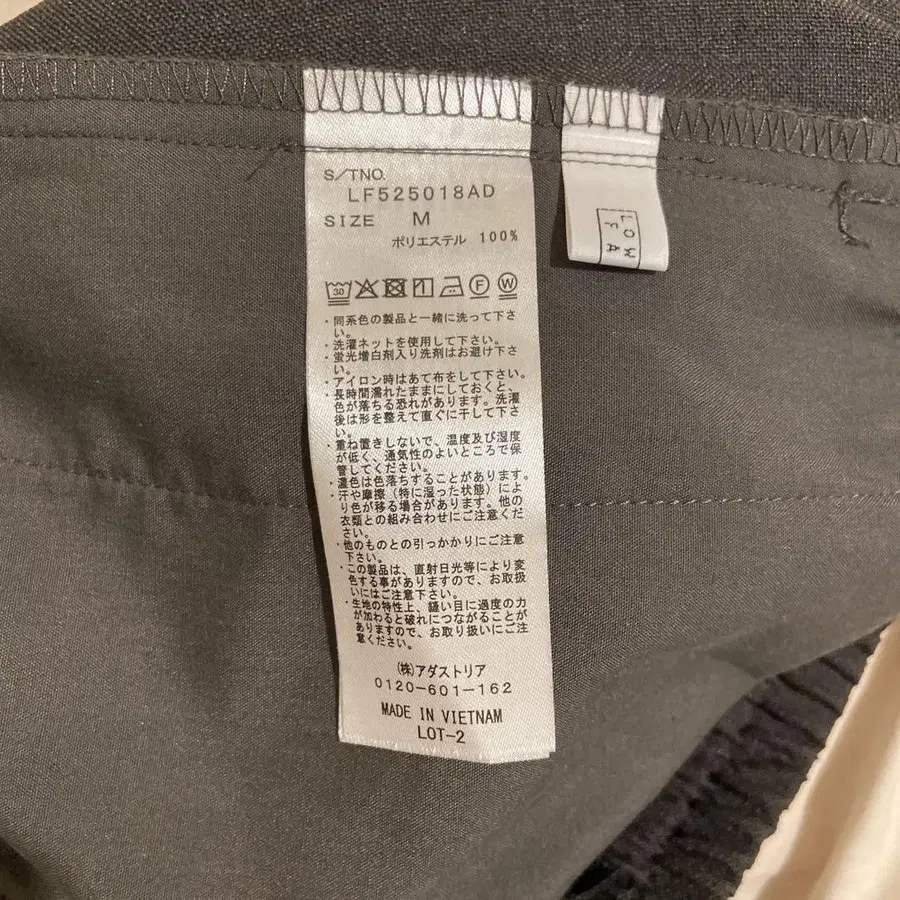 S/TNO.
LF525018AD
SIZE M
ポリエステル 100%
30
F
W
・同系色の製品と一緒に洗って下さ
い。
・洗濯ネットを使用して下さい。
・蛍光増白剤入り洗剤はお避け下さ
い。
・アイロン時はあて布をして下さい。
・長時間濡れたままにしておくと、
色が落ちる恐れがあります。洗濯
後は形を整えて直ぐに干して下さ
い。
・重ね置きしないで、温度及び湿度
が低く、通気性のよいところで保
管してください。
・濃色は色落ちすることがあります。
・汗や摩擦（特に湿った状態）によ
り色が移る場合があります。他の
衣類との組み合わせにご注意くだ
さい。
・他のものとの引っかかりにご注意
下さい。
・この製品は、直射日光等により変
色する事がありますので、お取扱
いにはご注意下さい。
・生地の特性上、縫い目に過度の力
が加わると破れにつながることが
ありますので、お取り扱いにご注
意ください。
(株)アダストリア
0120-601-162
MADE IN VIETNAM
LOT-2
LOW
F A